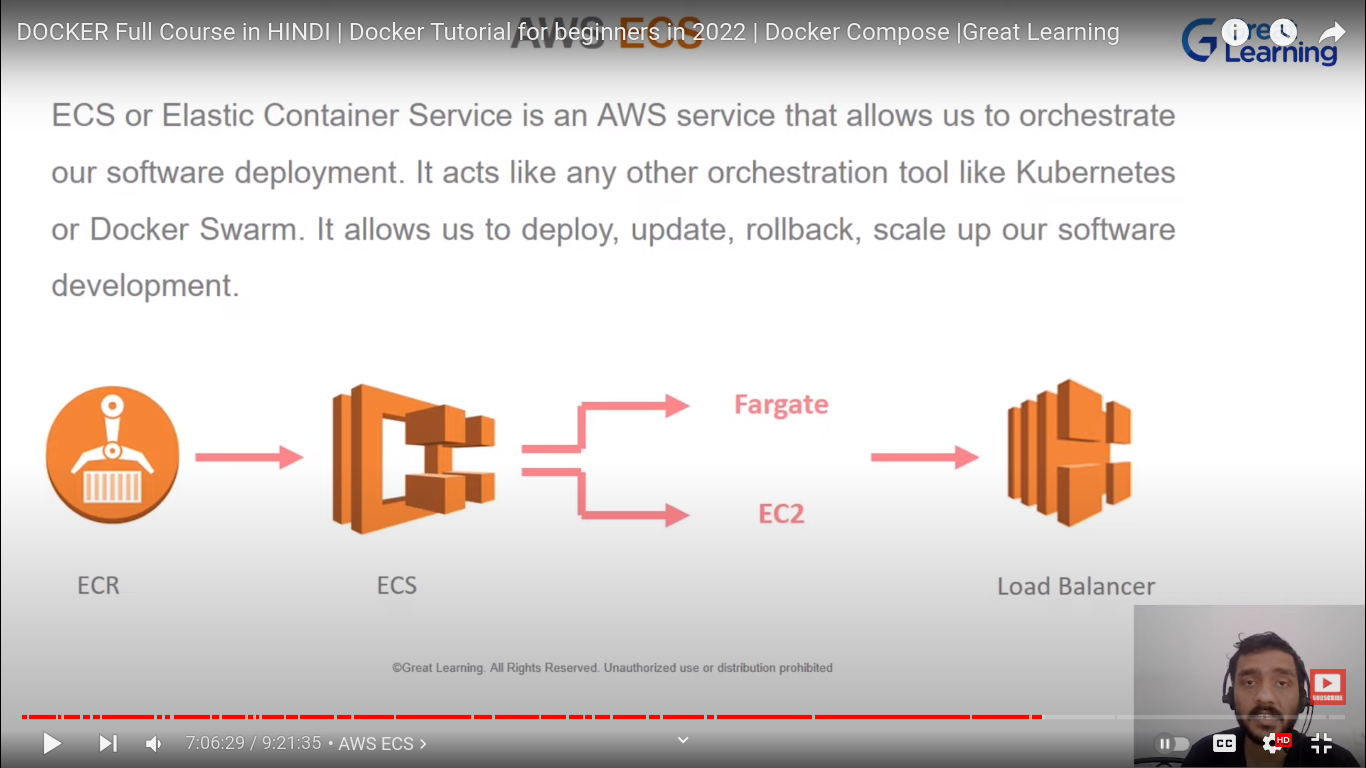 DOCKER Full Course in HINDI | Docker Tutorial for beginners in 2022 | Docker Compose |Great Learning
AWS ECS
Great Learning
ECS or Elastic Container Service is an AWS service that allows us to orchestrate
our software deployment. It acts like any other orchestration tool like Kubernetes
or Docker Swarm. It allows us to deploy, update, rollback, scale up our software
development.
Fargate
EC2
ECR
ECS
Load Balancer
©Great Learning. All Rights Reserved. Unauthorized use or distribution prohibited
SUBSCRIBE
7:06:29 / 9:21:35 • AWS ECS
CC
HD